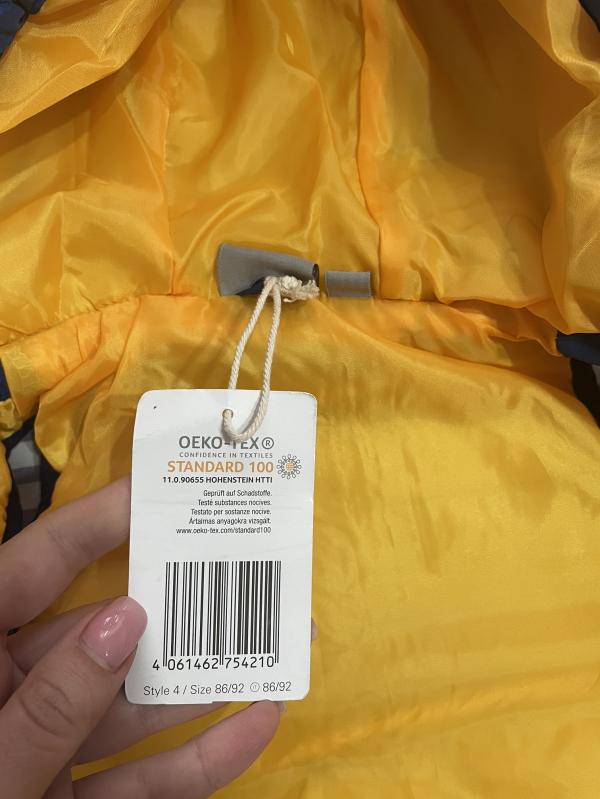 OEKO-TEX®
CONFIDENCE IN TEXTILES
STANDARD 100
11.0.90655 HOHENSTEIN HTTI
Geprüft auf Schadstoffe.
Testé substances nocives.
Testato per sostanze nocive.
Ártalmas anyagokra vizsgált.
www.oeko-tex.com/standard100
4 061462 754210
Style 4 / Size 86/92 86/92